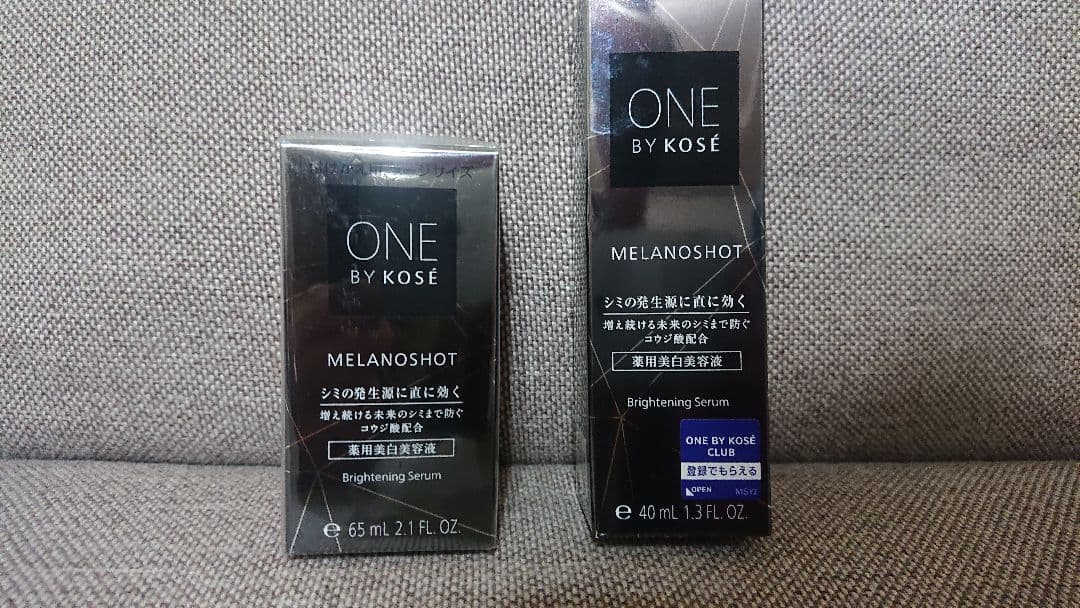 ONE
BY KOSÉ
MELANOSHOT
シミの発生源に直に効く
増え続ける未来のシミまで防ぐ
コウジ酸配合
薬用美白美容液
Brightening Serum
e 65 mL 2.1 FL. OZ.
ONE
BY KOSÉ
MELANOSHOT
シミの発生源に直に効く
増え続ける未来のシミまで防ぐ
コウジ酸配合
薬用美白美容液
Brightening Serum
ONE BY KOSÉ
CLUB
登録でもらえる
OPEN
e 40 mL 1.3 FL. OZ.